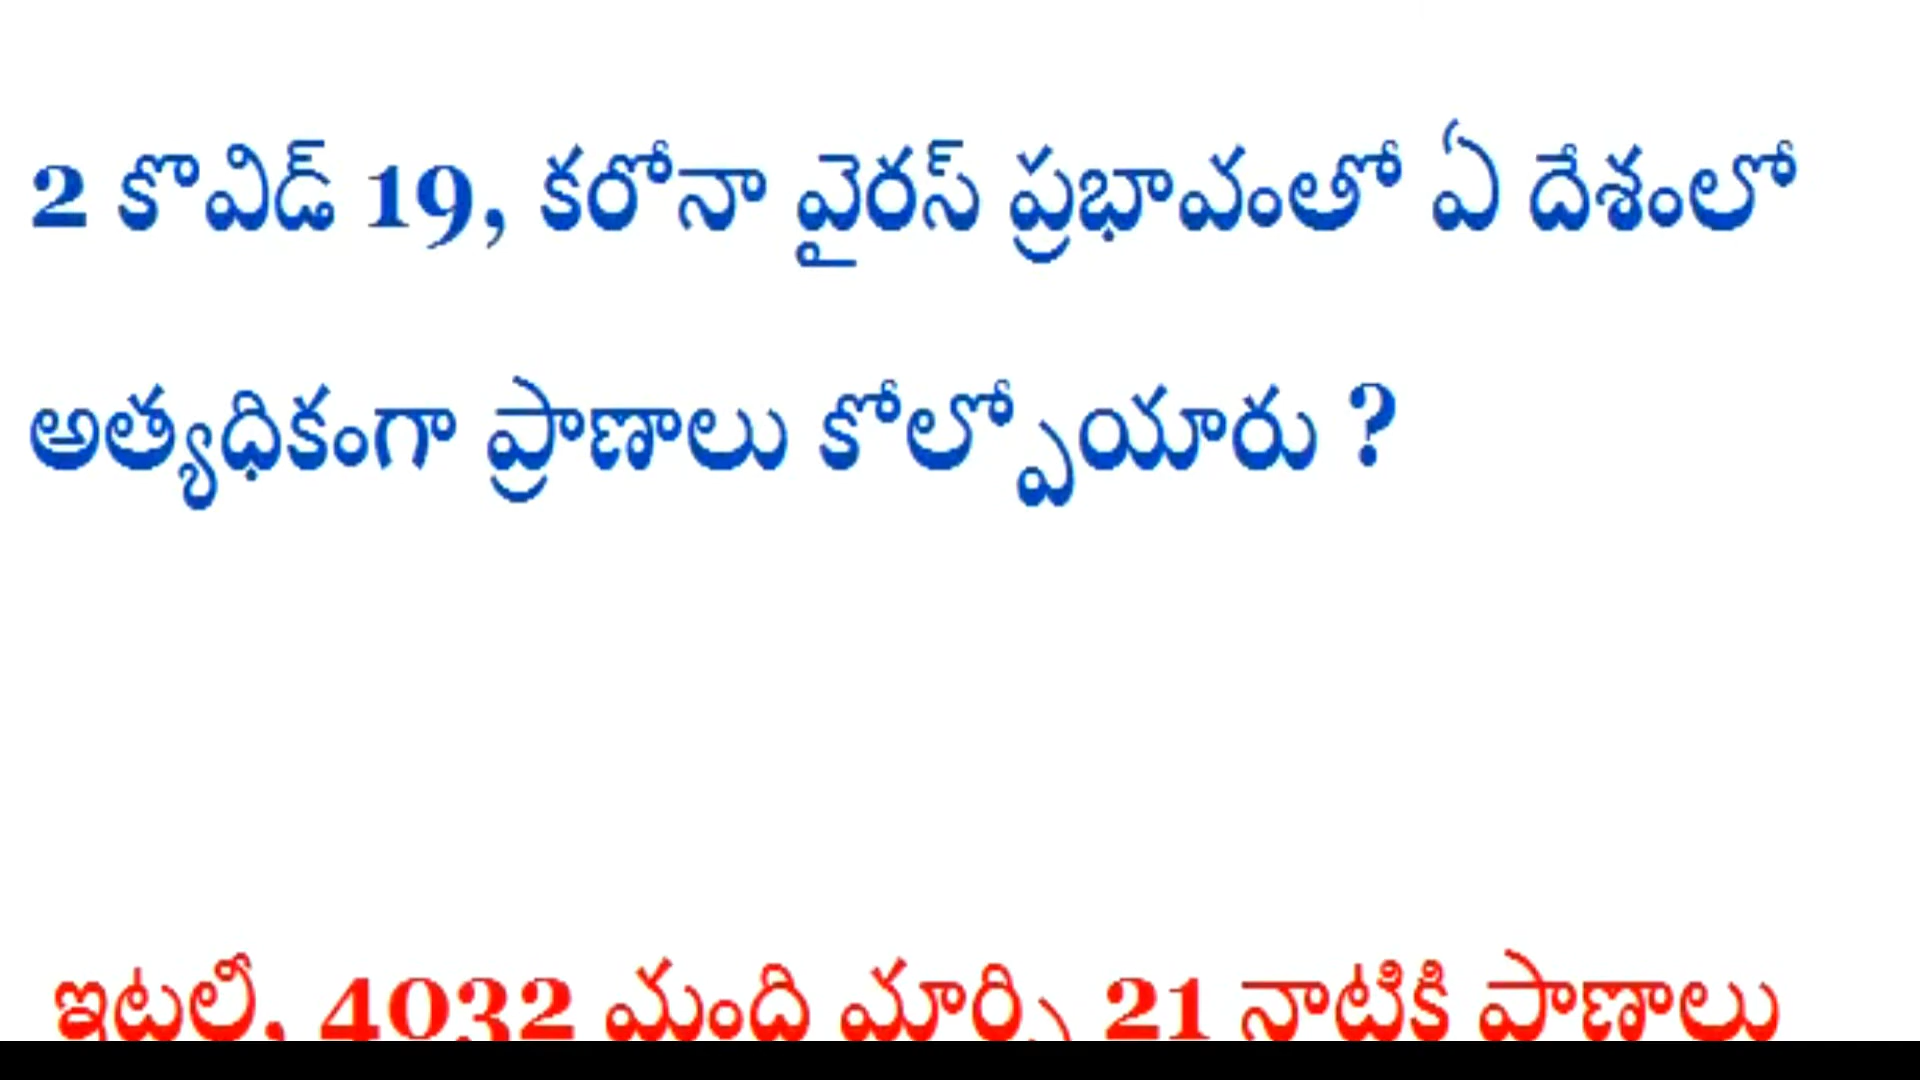 2 కొవిడ్ 19, కరోనా వైరస్ ప్రభావంతో ఏ దేశంలో
అత్యధికంగా ప్రాణాలు కోల్పోయారు ?
ఇటలీ, 4032 మంది మార్చి 21 నాటికి ప్రాణాలు